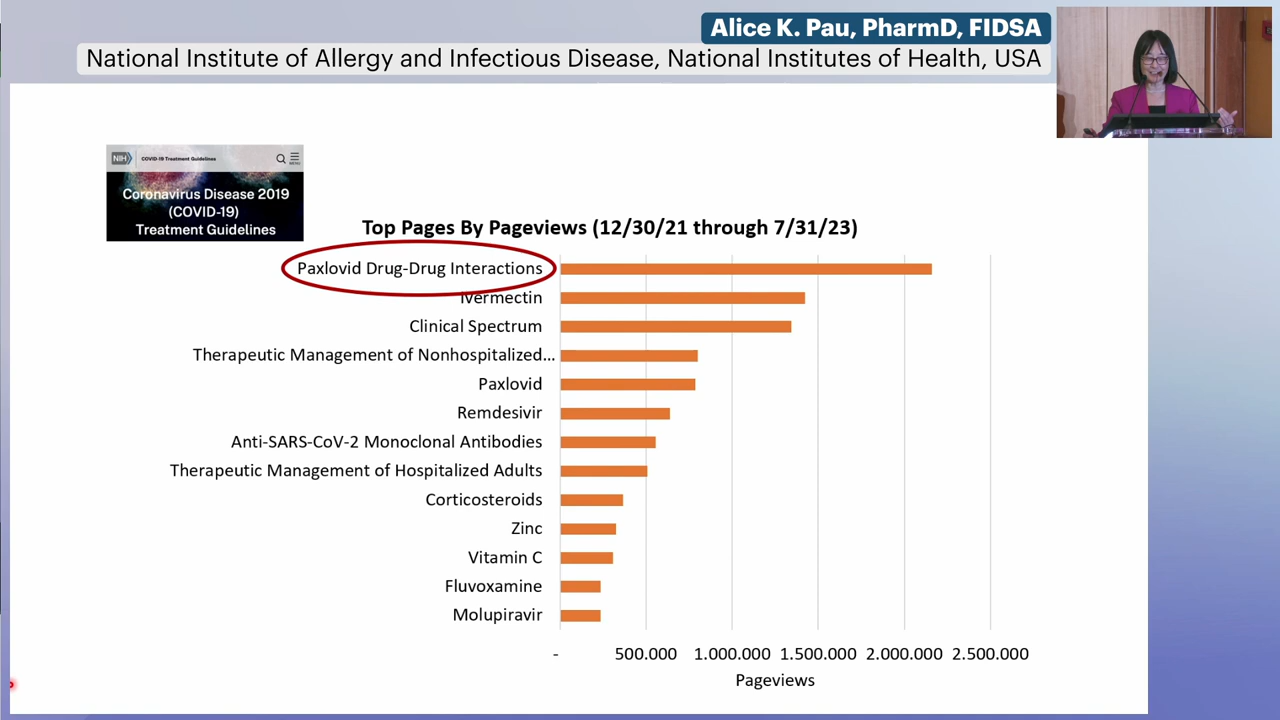 Alice K. Pau, PharmD, FIDSA
National Institute of Allergy and Infectious Disease, National Institutes of Health, USA
NIH COVID-19 Treatment Guidelines
MENU
Coronavirus Disease 2019
(COVID-19)
Treatment Guidelines
Top Pages By Pageviews (12/30/21 through 7/31/23)
Paxlovid Drug-Drug Interactions
Ivermectin
Clinical Spectrum
Therapeutic Management of Nonhospitalized...
Paxlovid
Remdesivir
Anti-SARS-CoV-2 Monoclonal Antibodies
Therapeutic Management of Hospitalized Adults
Corticosteroids
Zinc
Vitamin C
Fluvoxamine
Molupiravir
- 500.000 1.000.000 1.500.000 2.000.000 2.500.000
Pageviews